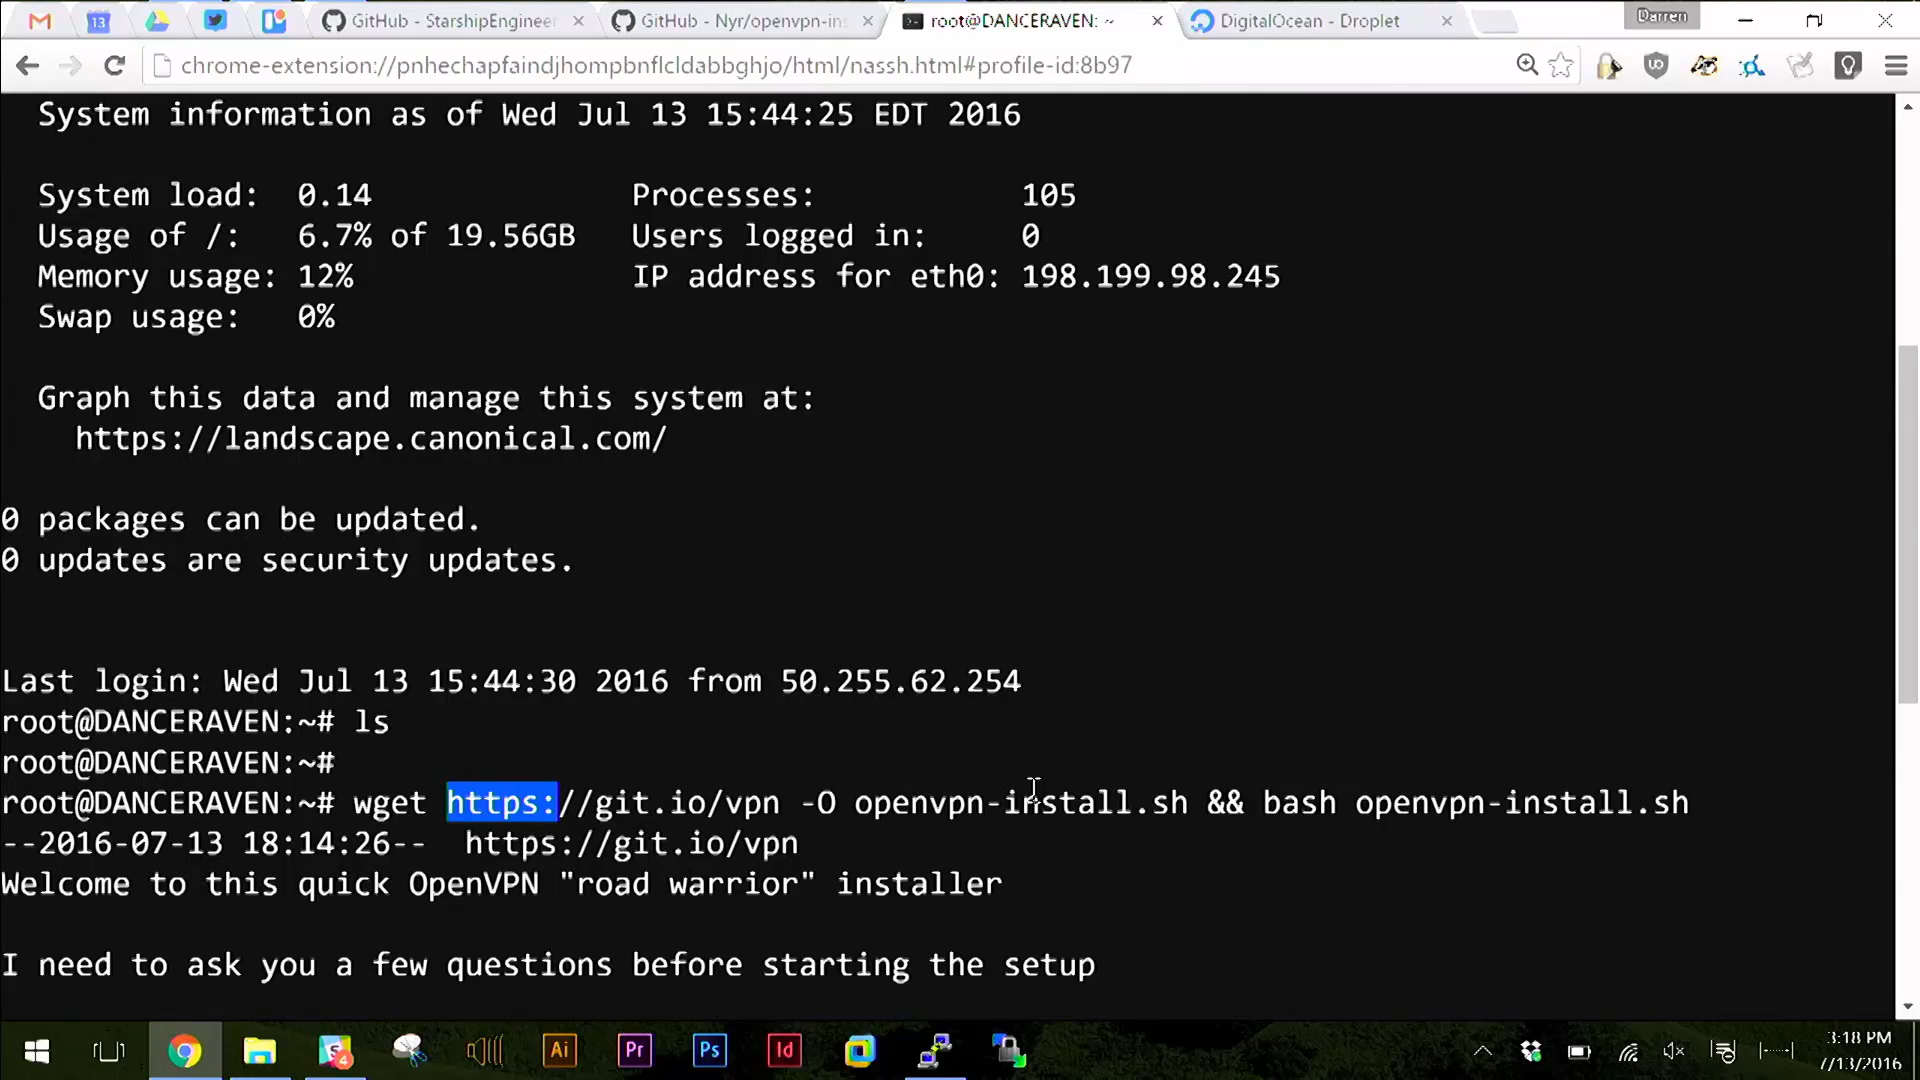 GitHub - StarshipEnginee
GitHub - Nyr/openvpn-ins
root@DANCERAVEN: ~
DigitalOcean - Droplet
Darren
chrome-extension://pnhechapfaindjhompbnflcldabbghjo/html/nassh.html#profile-id:8b97
System information as of Wed Jul 13 15:44:25 EDT 2016
System load: 0.14 Processes: 105
Usage of /: 6.7% of 19.56GB Users logged in: 0
Memory usage: 12% IP address for eth0: 198.199.98.245
Swap usage: 0%
Graph this data and manage this system at:
https://landscape.canonical.com/
0 packages can be updated.
0 updates are security updates.
Last login: Wed Jul 13 15:44:30 2016 from 50.255.62.254
root@DANCERAVEN:~# ls
root@DANCERAVEN:~#
root@DANCERAVEN:~# wget https://git.io/vpn -O openvpn-install.sh && bash openvpn-install.sh
--2016-07-13 18:14:26-- https://git.io/vpn
Welcome to this quick OpenVPN "road warrior" installer
I need to ask you a few questions before starting the setup
13
S 4
Ai
Pr
Ps
Id
3:18 PM
7/13/2016